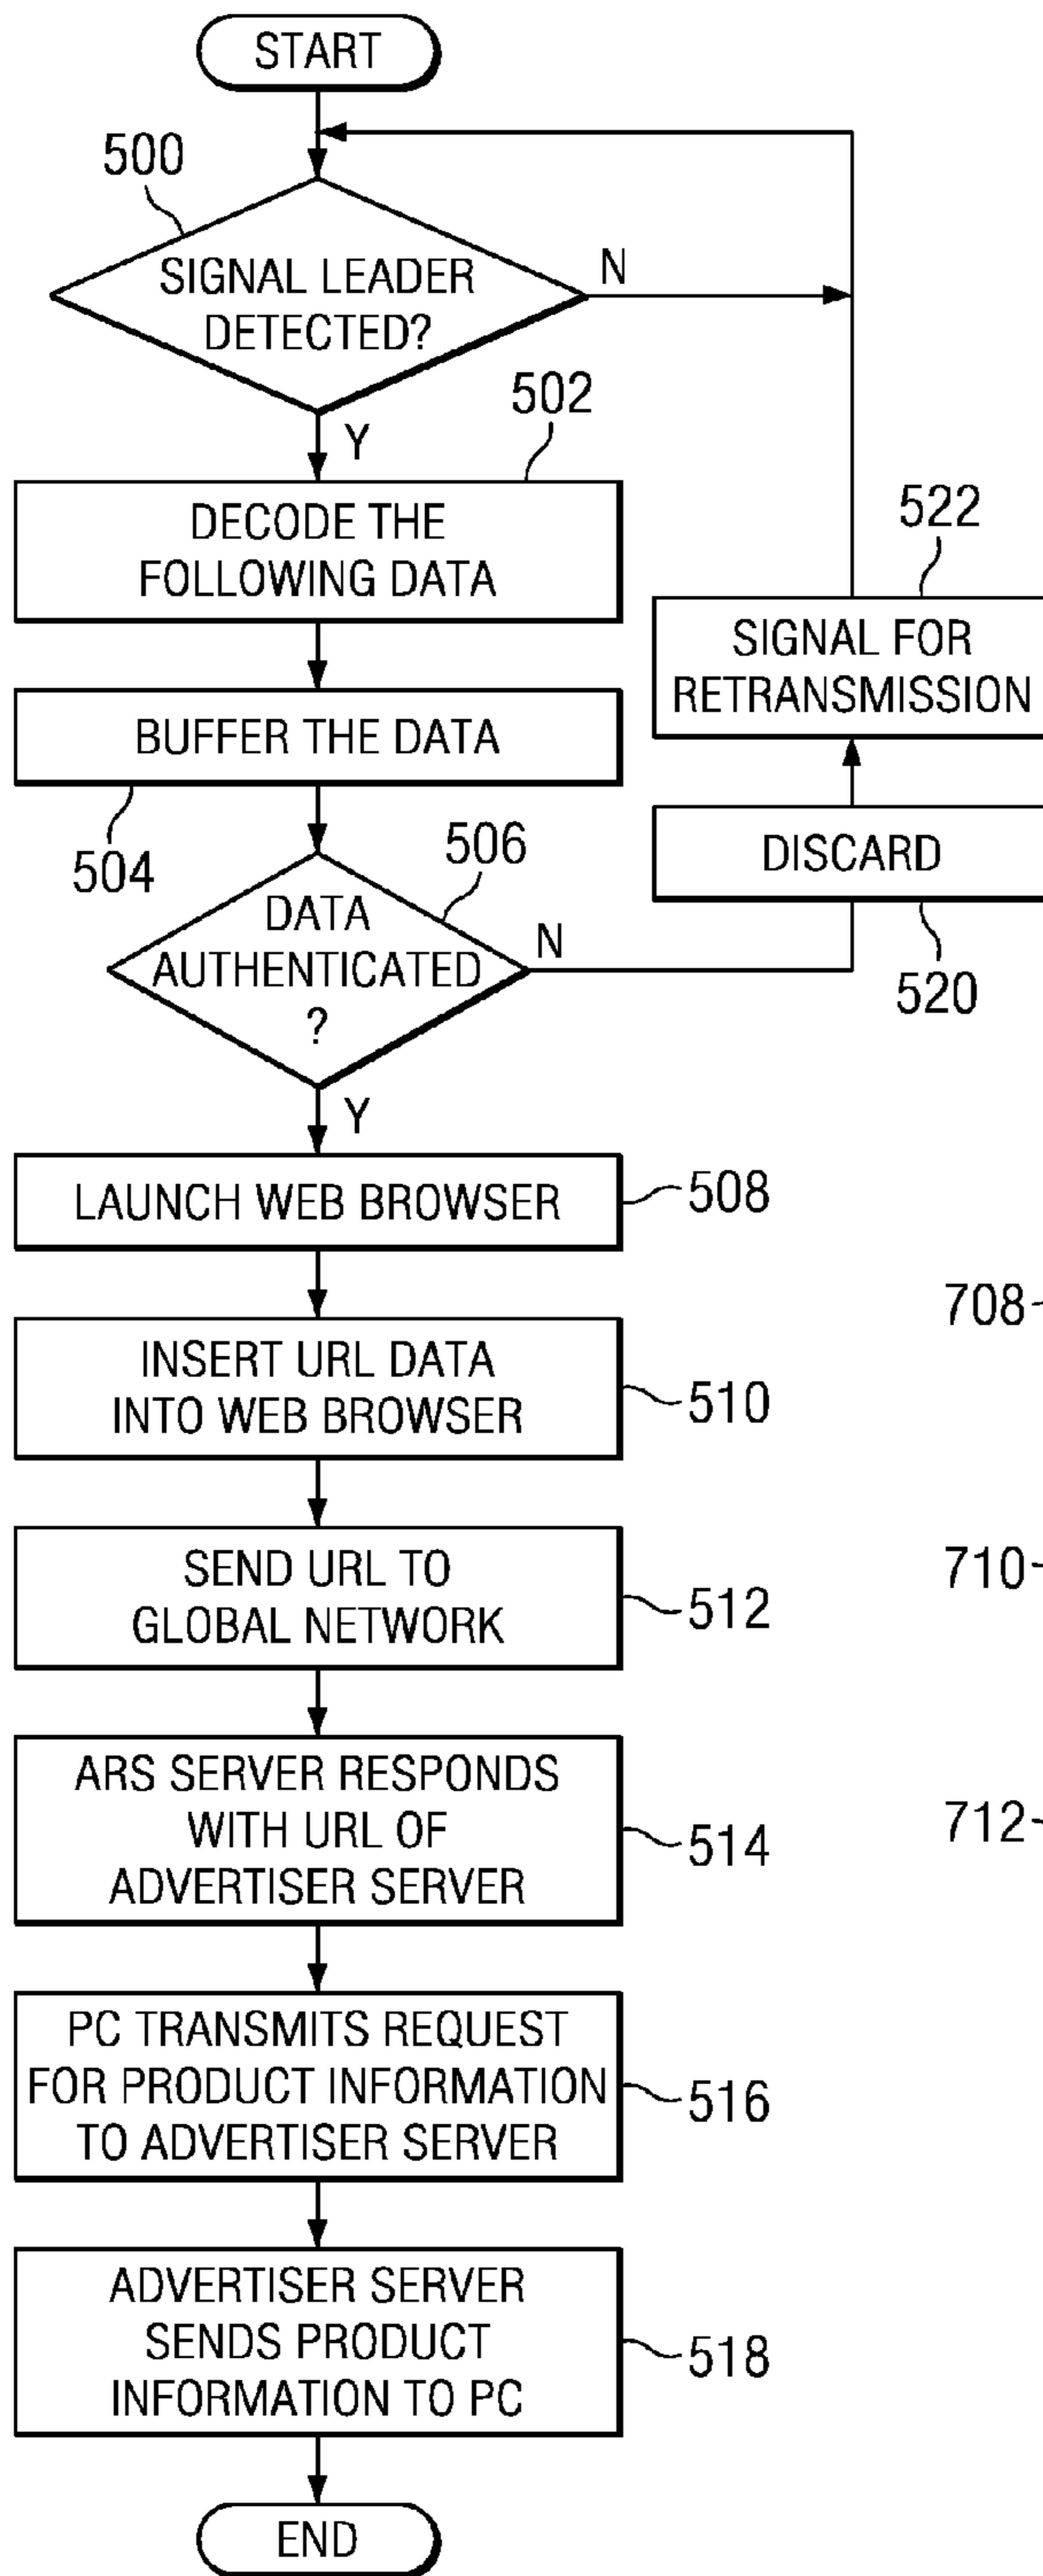 START
500
SIGNAL LEADER
DETECTED?
N
Y
502
DECODE THE
FOLLOWING DATA
522
SIGNAL FOR
RETRANSMISSION
BUFFER THE DATA
504
DISCARD
520
506
DATA
AUTHENTICATED
?
N
Y
LAUNCH WEB BROWSER
508
708
INSERT URL DATA
INTO WEB BROWSER
510
SEND URL TO
GLOBAL NETWORK
512
710
ARS SERVER RESPONDS
WITH URL OF
ADVERTISER SERVER
514
712
PC TRANSMITS REQUEST
FOR PRODUCT INFORMATION
TO ADVERTISER SERVER
516
ADVERTISER SERVER
SENDS PRODUCT
INFORMATION TO PC
518
END